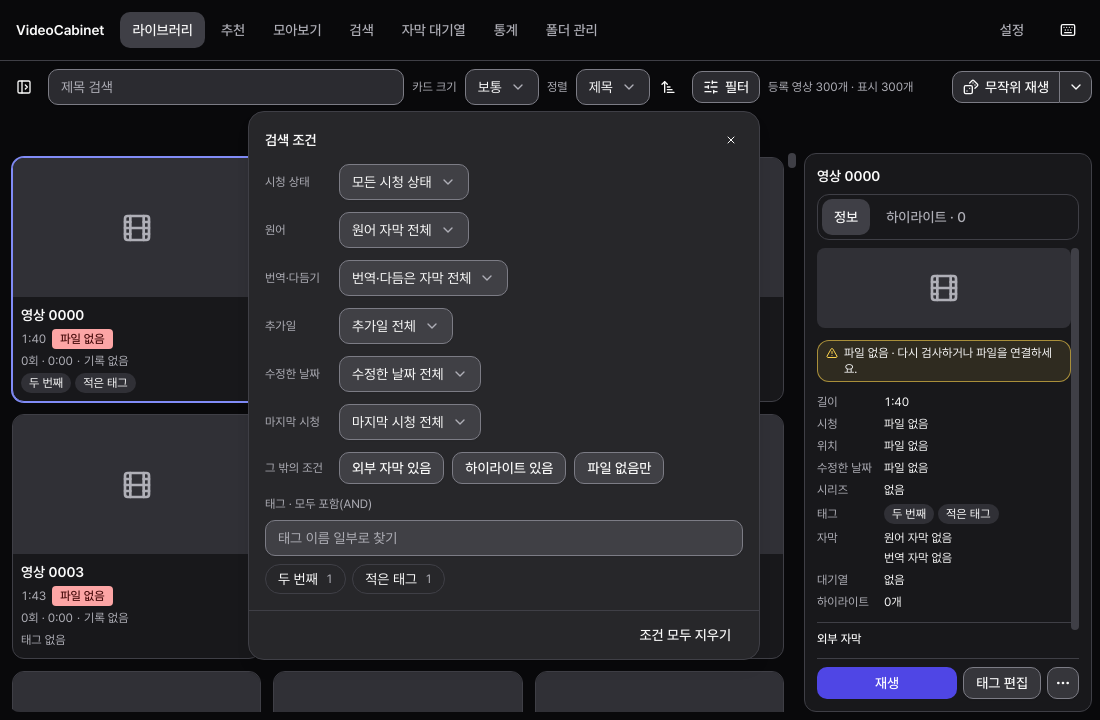 VideoCabinet 라이브러리 추천 모아보기 검색 자막 대기열 통계 폴더 관리 설정
제목 검색 카드 크기 보통 정렬 제목 필터 등록 영상 300개 · 표시 300개 무작위 재생
검색 조건
시청 상태 모든 시청 상태
원어 원어 자막 전체
번역·다듬기 번역·다듬은 자막 전체
추가일 추가일 전체
수정한 날짜 수정한 날짜 전체
마지막 시청 마지막 시청 전체
그 밖의 조건 외부 자막 있음 하이라이트 있음 파일 없음만
태그 · 모두 포함(AND)
태그 이름 일부로 찾기
두 번째 1 적은 태그 1
조건 모두 지우기
영상 0000
1:40 파일 없음
0회 · 0:00 · 기록 없음
두 번째 적은 태그
영상 0003
1:43 파일 없음
0회 · 0:00 · 기록 없음
태그 없음
영상 0000
정보 하이라이트 · 0
파일 없음 · 다시 검사하거나 파일을 연결하세
요.
길이 1:40
시청 파일 없음
위치 파일 없음
수정한 날짜 파일 없음
시리즈 없음
태그 두 번째 적은 태그
자막 원어 자막 없음
번역 자막 없음
대기열 없음
하이라이트 0개
외부 자막
재생 태그 편집